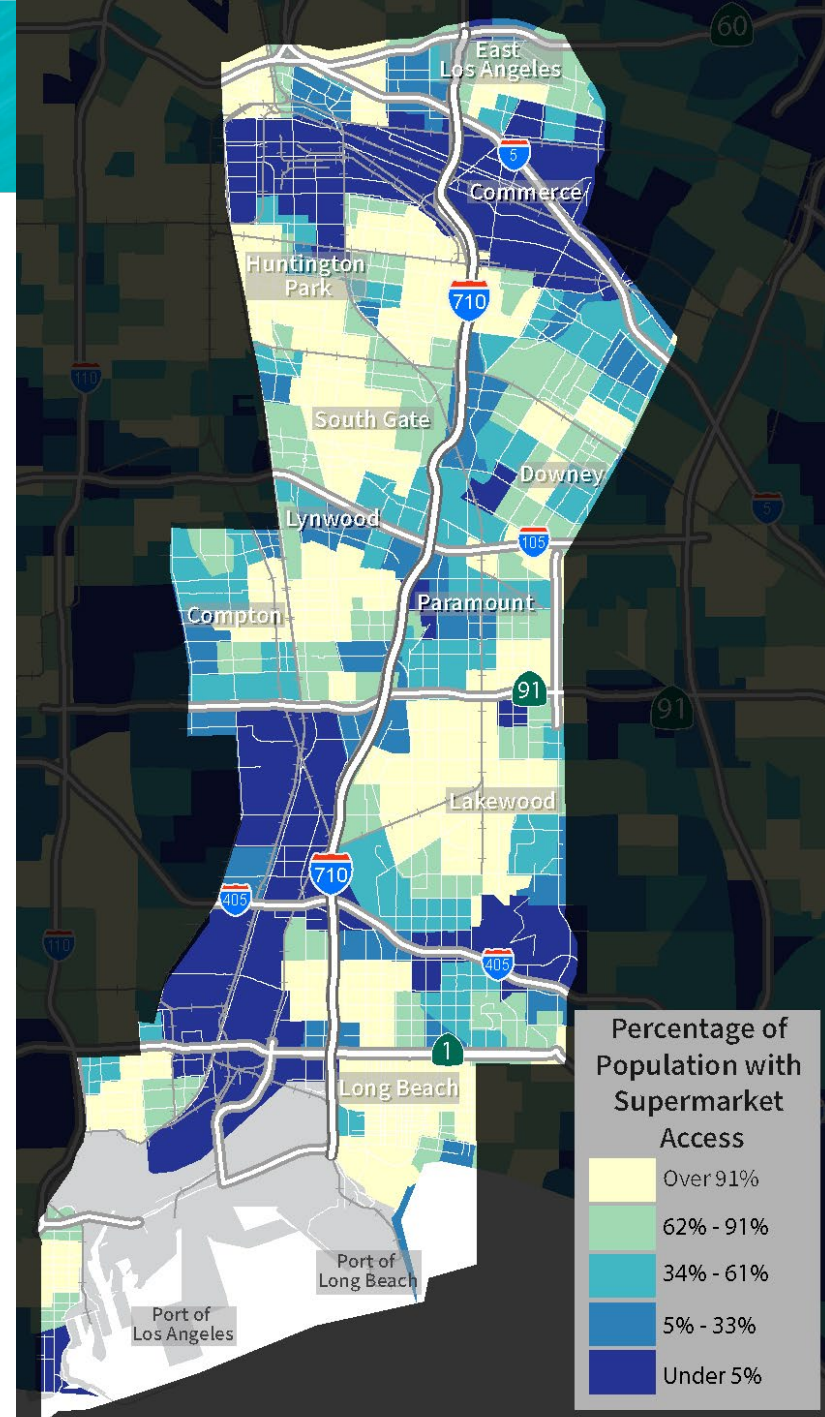 60
East
Los Angeles
5
Commerce
Huntington
Park
710
110
South Gate
Downey
5
Lynwood
105
Compton
Paramount
91
91
Lakewood
710
405
110
405
1
Long Beach
Port of
Long Beach
Port of
Los Angeles
Percentage of
Population with
Supermarket
Access
Over 91%
62% - 91%
34% - 61%
5% - 33%
Under 5%